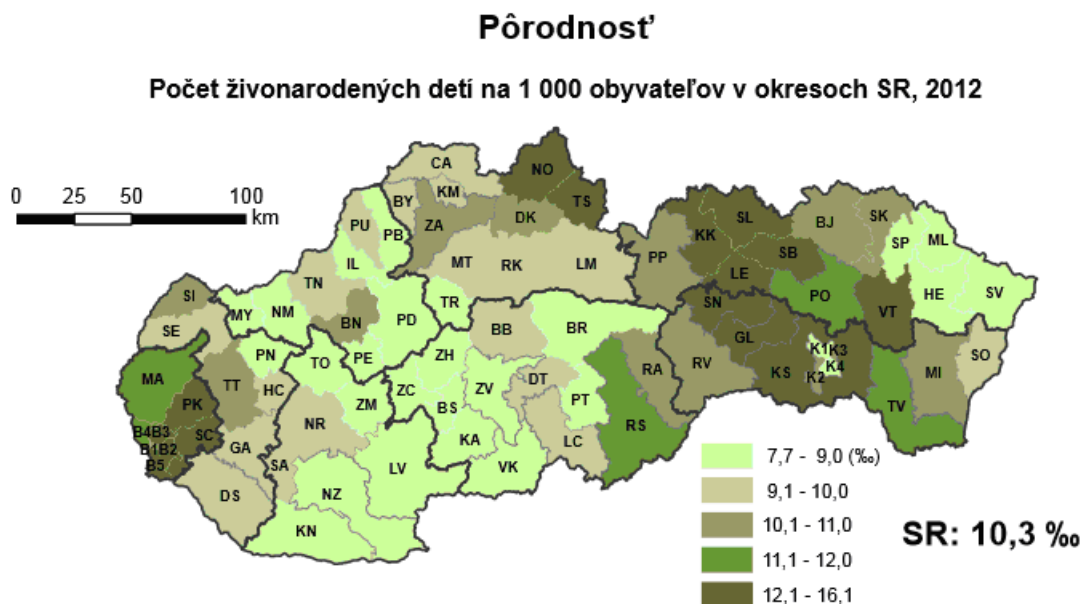 Pôrodnosť
Počet živonarodených detí na 1 000 obyvateľov v okresoch SR, 2012
0 25 50 100
km
CA
NO
KM
BY
TS
PU
ZA
DK
PB
SL
BJ
SK
KK
SP
ML
IL
MT
RK
LM
PP
SB
LE
TN
SI
MY
NM
BN
PD
TR
SN
PO
VT
HE
SV
SE
BB
BR
PN
TO
PE
ZH
GL
K1 K3
SO
MA
TT
HC
ZC
ZV
DT
RA
RV
KS
K2
K4
MI
PK
ZM
BS
PT
B4 B3
SC
NR
KA
RS
TV
B1 B2
GA
LC
B5
SA
LV
VK
DS
NZ
KN
7,7 - 9,0 (‰)
9,1 - 10,0
10,1 - 11,0
11,1 - 12,0
12,1 - 16,1
SR: 10,3 ‰